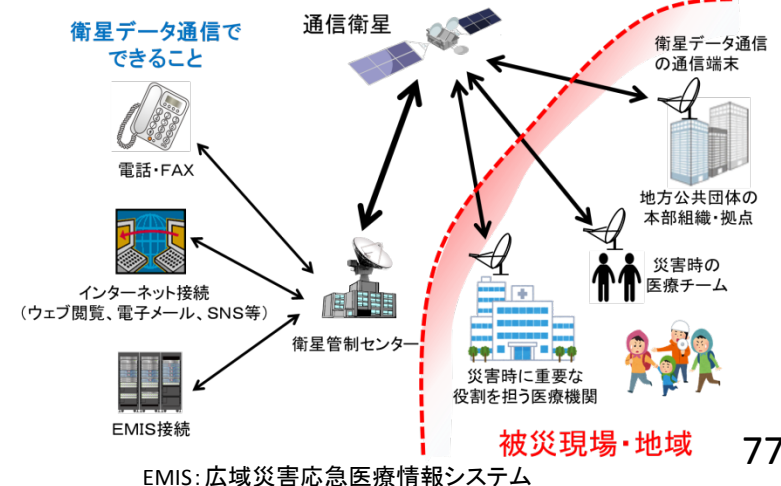 衛星データ通信で
できること
通信衛星
衛星データ通信
の通信端末
電話・FAX
地方公共団体の
本部組織・拠点
災害時の
医療チーム
インターネット接続
（ウェブ閲覧、電子メール、SNS等）
衛星管制センター
災害時に重要な
役割を担う医療機関
EMIS接続
被災現場・地域
77
EMIS：広域災害応急医療情報システム